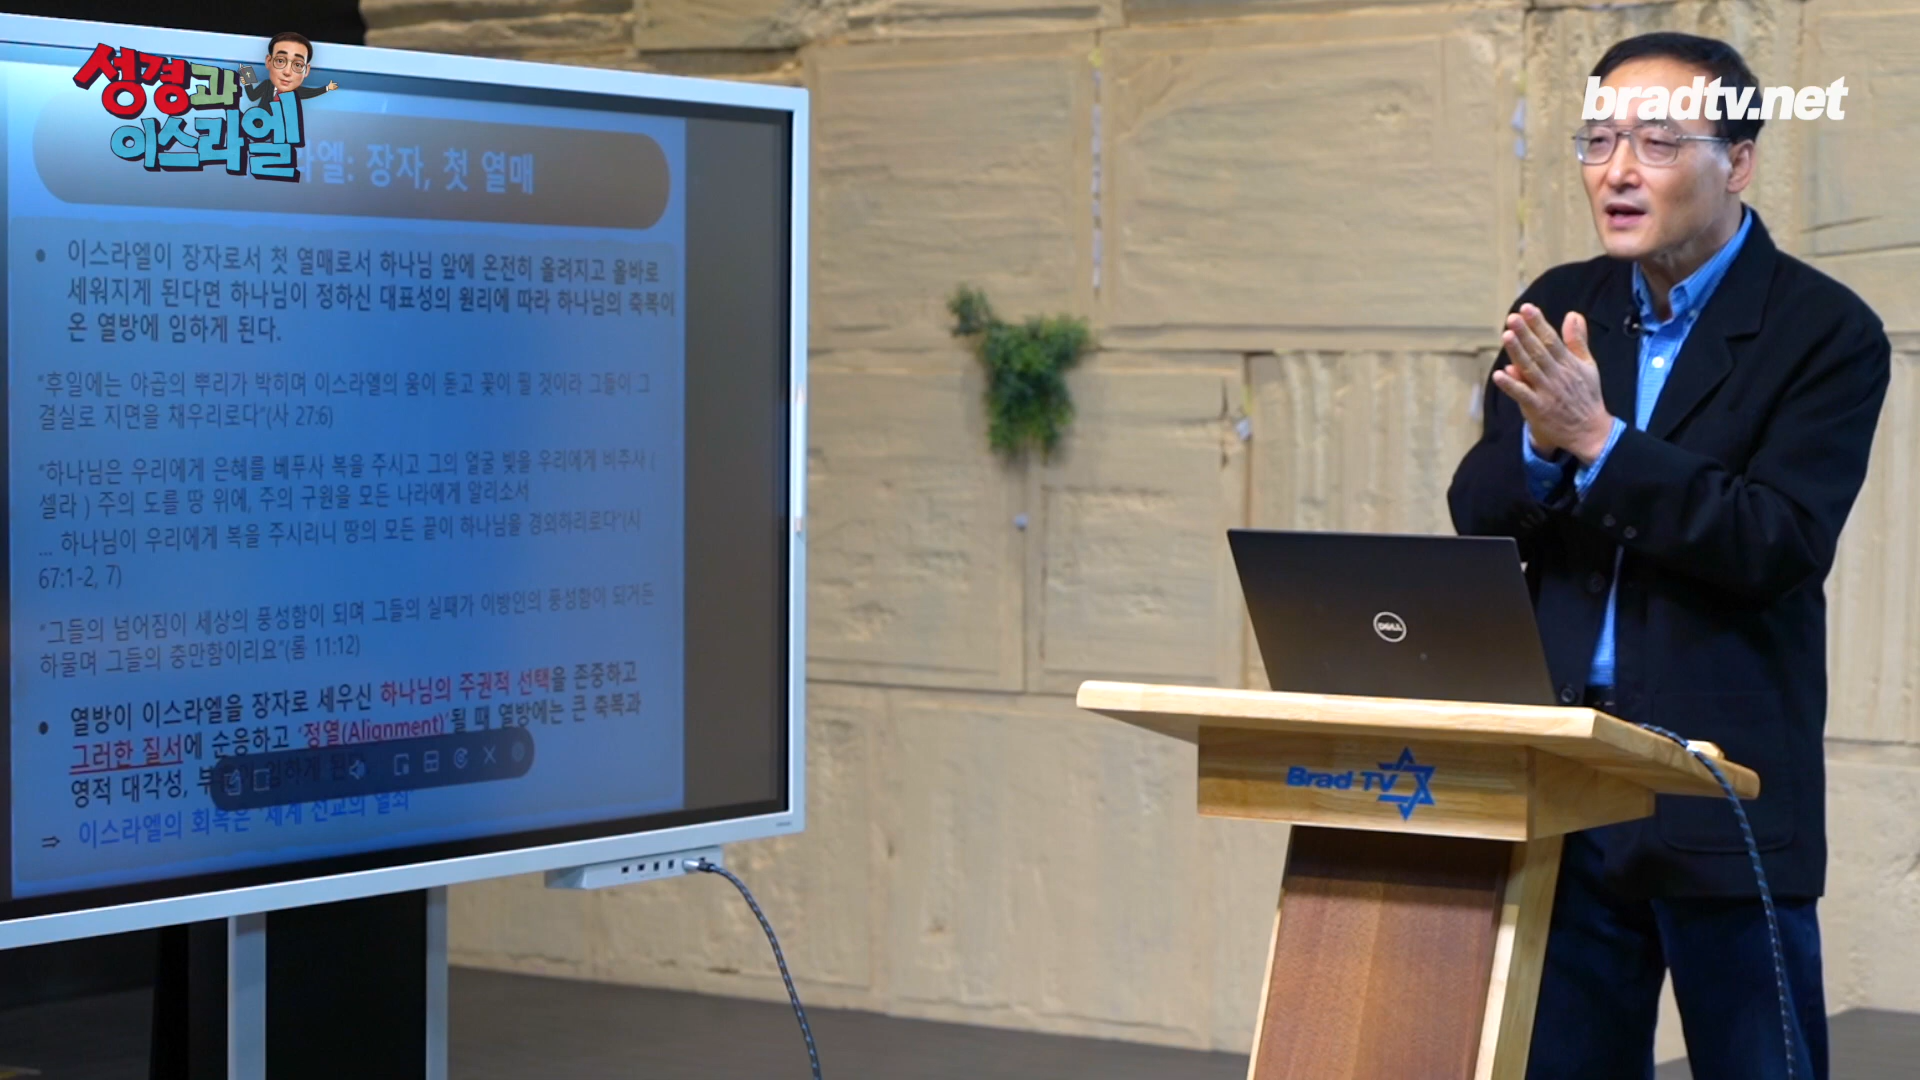 성경과
이스라엘
bradtv.net
라엘: 장자, 첫 열매
• 이스라엘이 장자로서 첫 열매로서 하나님 앞에 온전히 올려지고 올바로
세워지게 된다면 하나님이 정하신 대표성의 원리에 따라 하나님의 축복이
온 열방에 임하게 된다.
"후일에는 야곱의 뿌리가 박히며 이스라엘의 움이 돋고 꽃이 필 것이라 그들이 그
결실로 지면을 채우리로다"(사 27:6)
"하나님은 우리에게 은혜를 베푸사 복을 주시고 그의 얼굴 빛을 우리에게 비추사 (
셀라 ) 주의 도를 땅 위에, 주의 구원을 모든 나라에게 알리소서
... 하나님이 우리에게 복을 주시리니 땅의 모든 끝이 하나님을 경외하리로다"(시
67:1-2, 7)
"그들의 넘어짐이 세상의 풍성함이 되며 그들의 실패가 이방인의 풍성함이 되거든
하물며 그들의 충만함이리요"(롬 11:12)
• 열방이 이스라엘을 장자로 세우신 하나님의 주권적 선택을 존중하고
그러한 질서에 순응하고 '정열(Alignment)'될 때 열방에는 큰 축복과
영적 대각성, 부 임하게 된
⇒ 이스라엘의 회복은 '세계 선교의 열쇠'
DELL
Brad TV